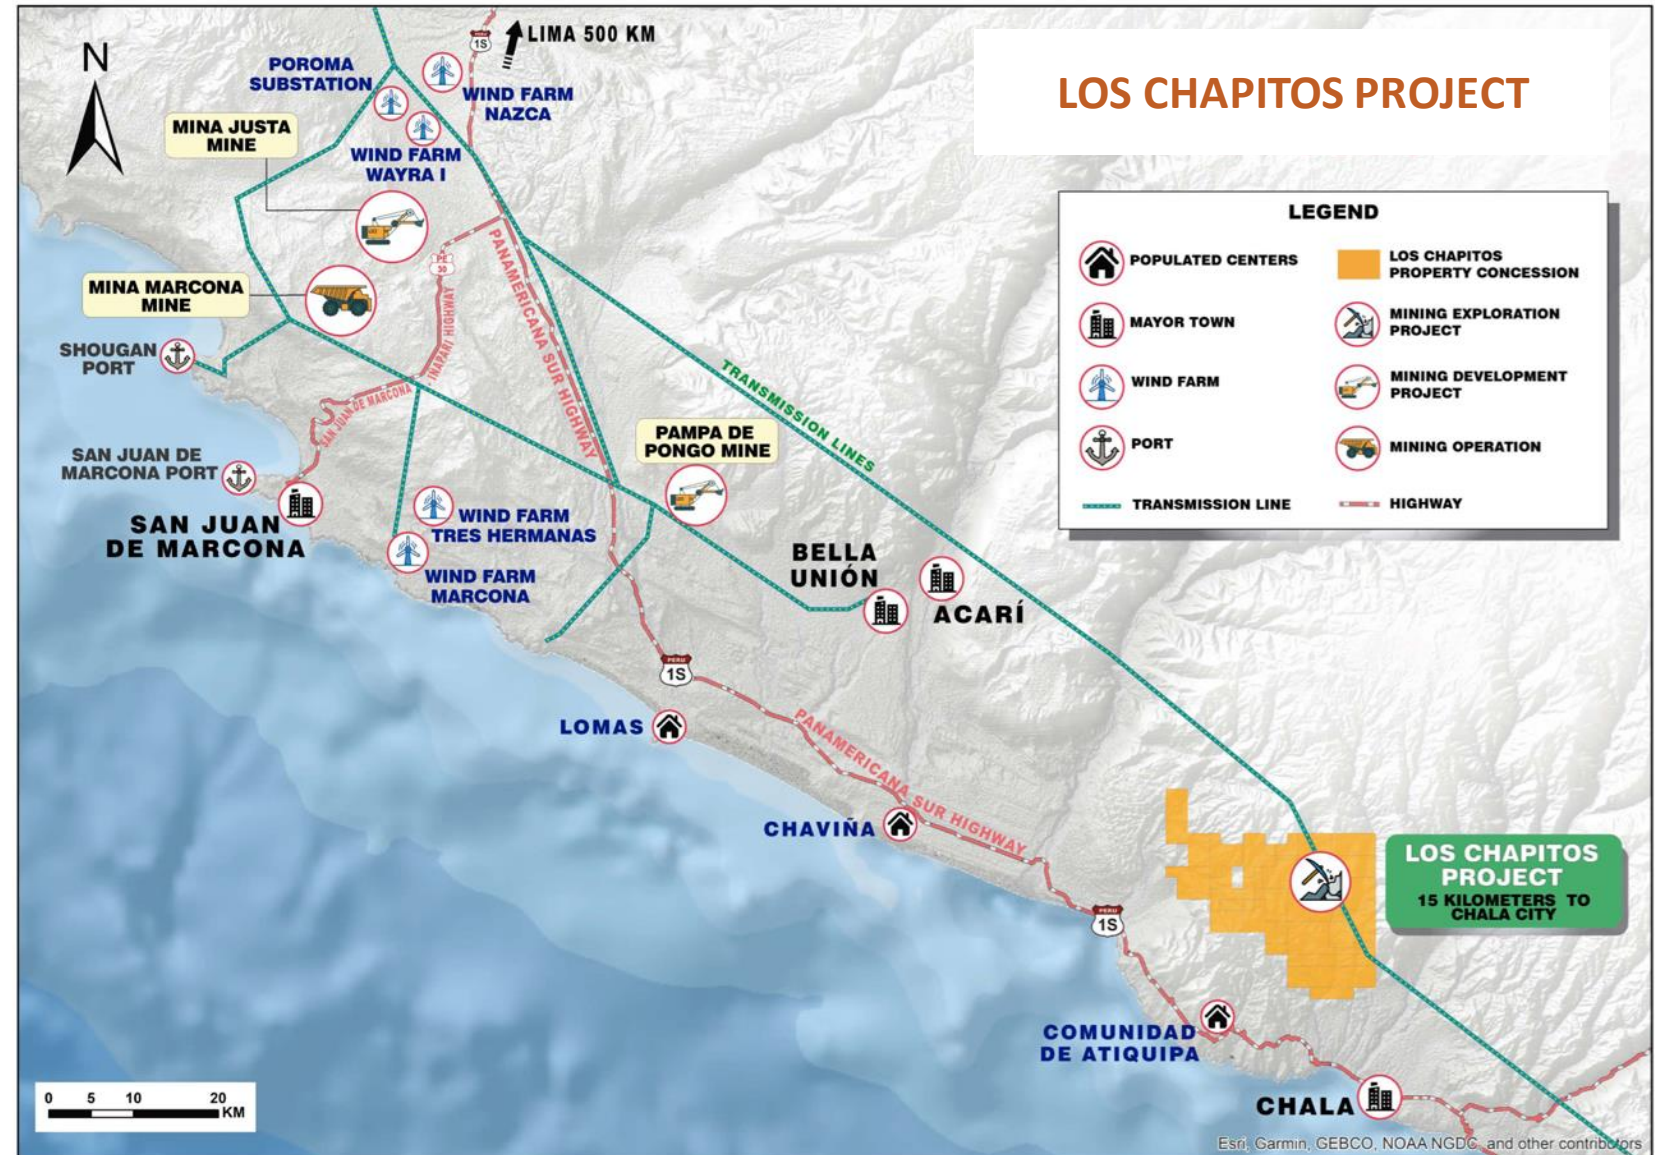 LOS CHAPITOS PROJECT
N
PERU
1S
LIMA 500 KM
POROMA
SUBSTATION
WIND FARM
NAZCA
MINA JUSTA
MINE
WIND FARM
WAYRA I
MINA MARCONA
MINE
PE
30
INAPARI HIGHWAY
PANAMERICANA SUR HIGHWAY
SHOUGAN
PORT
SAN JUAN DE MARCONA
TRANSMISSION LINES
SAN JUAN DE
MARCONA PORT
SAN JUAN
DE MARCONA
PAMPA DE
PONGO MINE
WIND FARM
TRES HERMANAS
WIND FARM
MARCONA
BELLA
UNIÓN
ACARÍ
PERU
1S
LOMAS
PANAMERICANA SUR HIGHWAY
CHAVIÑA
PERU
1S
LOS CHAPITOS
PROJECT
15 KILOMETERS TO
CHALA CITY
COMUNIDAD
DE ATIQUIPA
CHALA
LEGEND
POPULATED CENTERS
MAYOR TOWN
WIND FARM
PORT
TRANSMISSION LINE
LOS CHAPITOS
PROPERTY CONCESSION
MINING EXPLORATION
PROJECT
MINING DEVELOPMENT
PROJECT
MINING OPERATION
HIGHWAY
0 5 10 20
KM
Esri, Garmin, GEBCO, NOAA NGDC, and other contributors